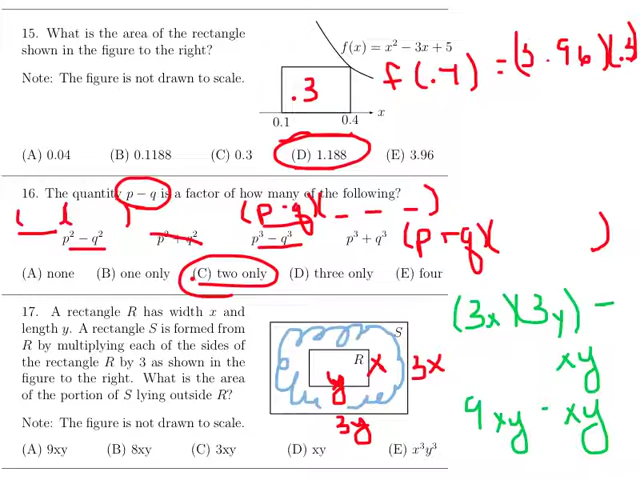 15. What is the area of the rectangle
shown in the figure to the right?
Note: The figure is not drawn to scale.
f(x) = x² − 3x + 5
f(.4) = (3.96)(.3)
.3
0.1 0.4 x
(A) 0.04 (B) 0.1188 (C) 0.3 (D) 1.188 (E) 3.96
16. The quantity p − q is a factor of how many of the following?
( )( ) (p-q)(_ _ _)
p² − q² p² + q² p³ − q³ p³ + q³ (p+q)( )
(A) none (B) one only (C) two only (D) three only (E) four
17. A rectangle R has width x and
length y. A rectangle S is formed from
R by multiplying each of the sides of
the rectangle R by 3 as shown in the
figure to the right. What is the area
of the portion of S lying outside R?
Note: The figure is not drawn to scale.
S
R x 3x
y
3y
(3x)(3y) −
xy
9xy - xy
(A) 9xy (B) 8xy (C) 3xy (D) xy (E) x³y³